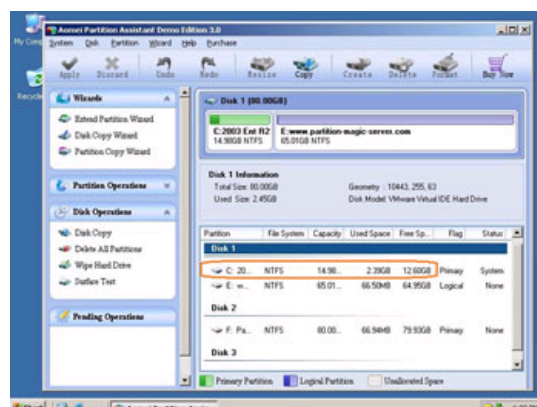 My Comp
Recycle
Aomei Partition Assistant Demo Edition 3.0
System Disk Partition Wizard Help Purchase
Apply Discard Undo Redo Resize Copy Create Delete Format Buy Now
Wizards
Extend Partition Wizard
Disk Copy Wizard
Partition Copy Wizard
Partition Operations
Disk Operations
Disk Copy
Delete All Partitions
Wipe Hard Drive
Surface Test
Pending Operations
Disk 1 (80.00GB)
C:2003 Ent R2
14.98GB NTFS
E:www.partition-magic-server.com
65.01GB NTFS
Disk 1 Information
Total Size: 80.00GB Geometry : 10443, 255, 63
Used Size: 2.45GB Disk Model: VMware Virtual IDE Hard Drive
Partition File System Capacity Used Space Free Sp... Flag Status
Disk 1
C: 20... NTFS 14.98... 2.39GB 12.60GB Primary System
E: w... NTFS 65.01... 66.50MB 64.95GB Logical None
Disk 2
F: Pa... NTFS 80.00... 66.94MB 79.93GB Primary None
Disk 3
Primary Partition Logical Partition Unallocated Space